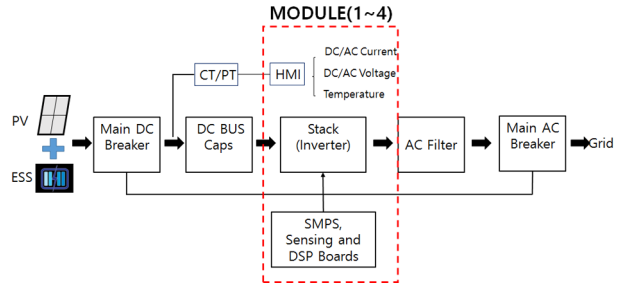 MODULE(1~4)
DC/AC Current
CT/PT
HMI
DC/AC Voltage
Temperature
PV
ESS
Main DC
Breaker
DC BUS
Caps
Stack
(Inverter)
AC Filter
Main AC
Breaker
Grid
SMPS,
Sensing and
DSP Boards